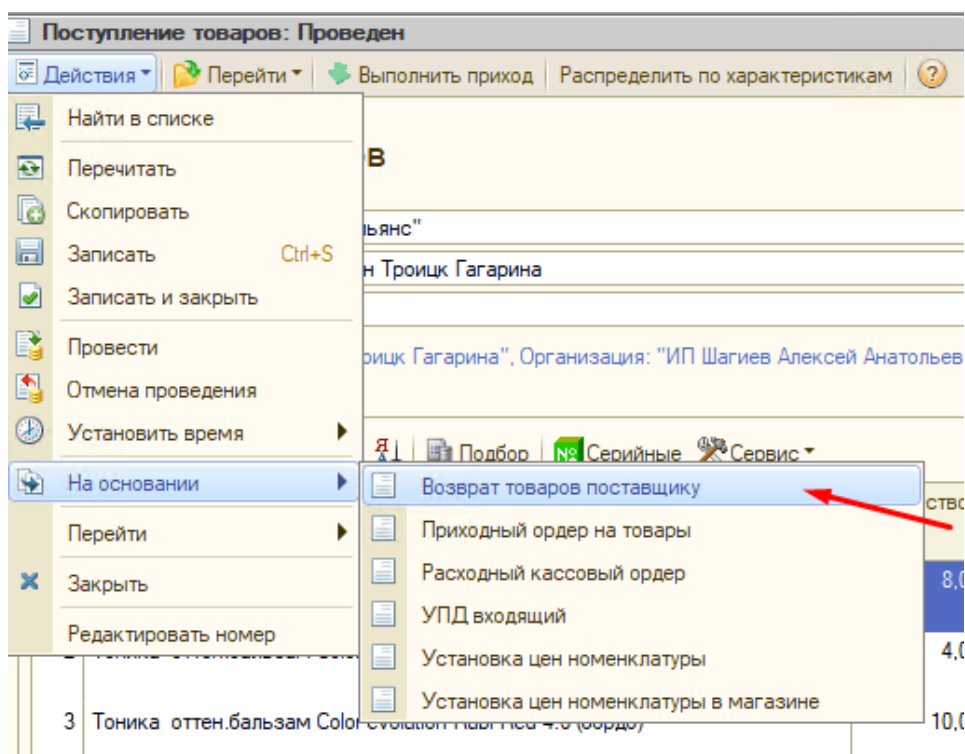 Поступление товаров: Проведен
Действия Перейти Выполнить приход Распределить по характеристикам ?
Найти в списке
Перечитать
Скопировать
ьянс"
Записать Ctrl+S
н Троицк Гагарина
Записать и закрыть
Провести
оицк Гагарина", Организация: "ИП Шагиев Алексей Анатольев
Отмена проведения
Установить время
Подбор № Серийные Сервис
На основании
Возврат товаров поставщику
ство
Перейти
Приходный ордер на товары
Закрыть
Расходный кассовый ордер
8,0
УПД входящий
Редактировать номер
Установка цен номенклатуры
4,0
Установка цен номенклатуры в магазине
3 Тоника оттен.бальзам Color
10,0